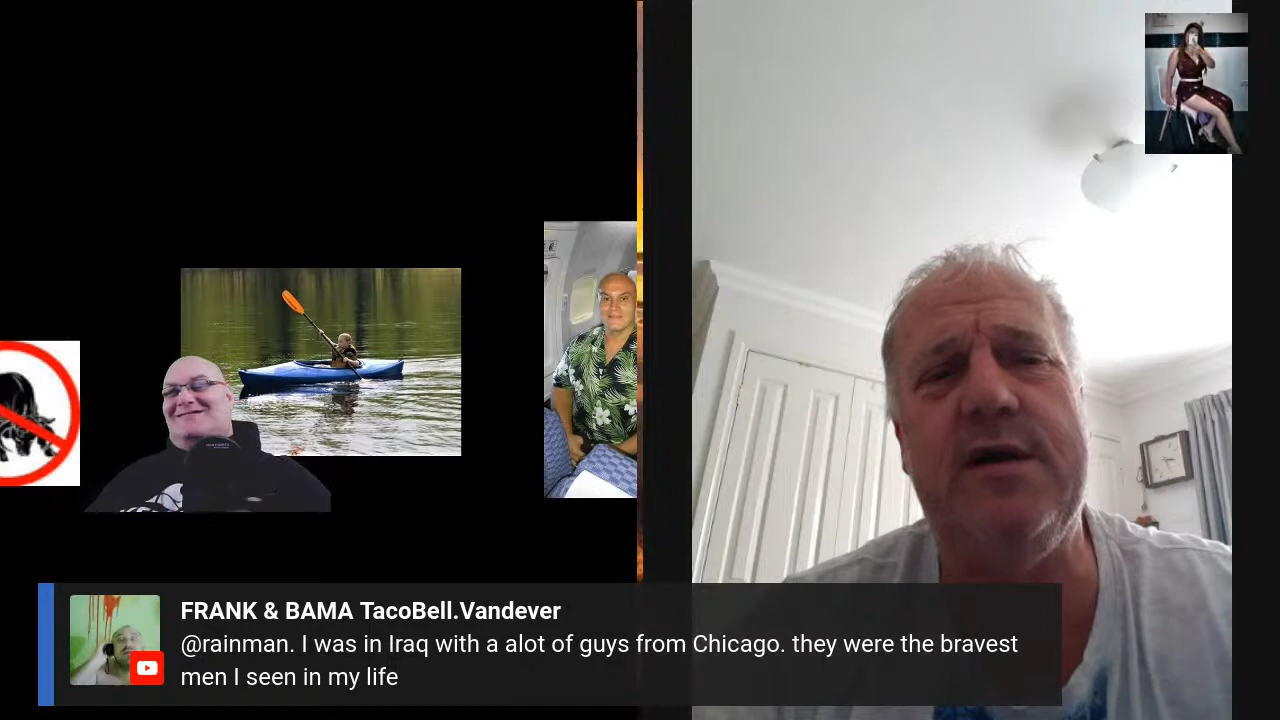 FRANK & BAMA TacoBell.Vandever
@rainman. I was in Iraq with a alot of guys from Chicago. they were the bravest
men I seen in my life